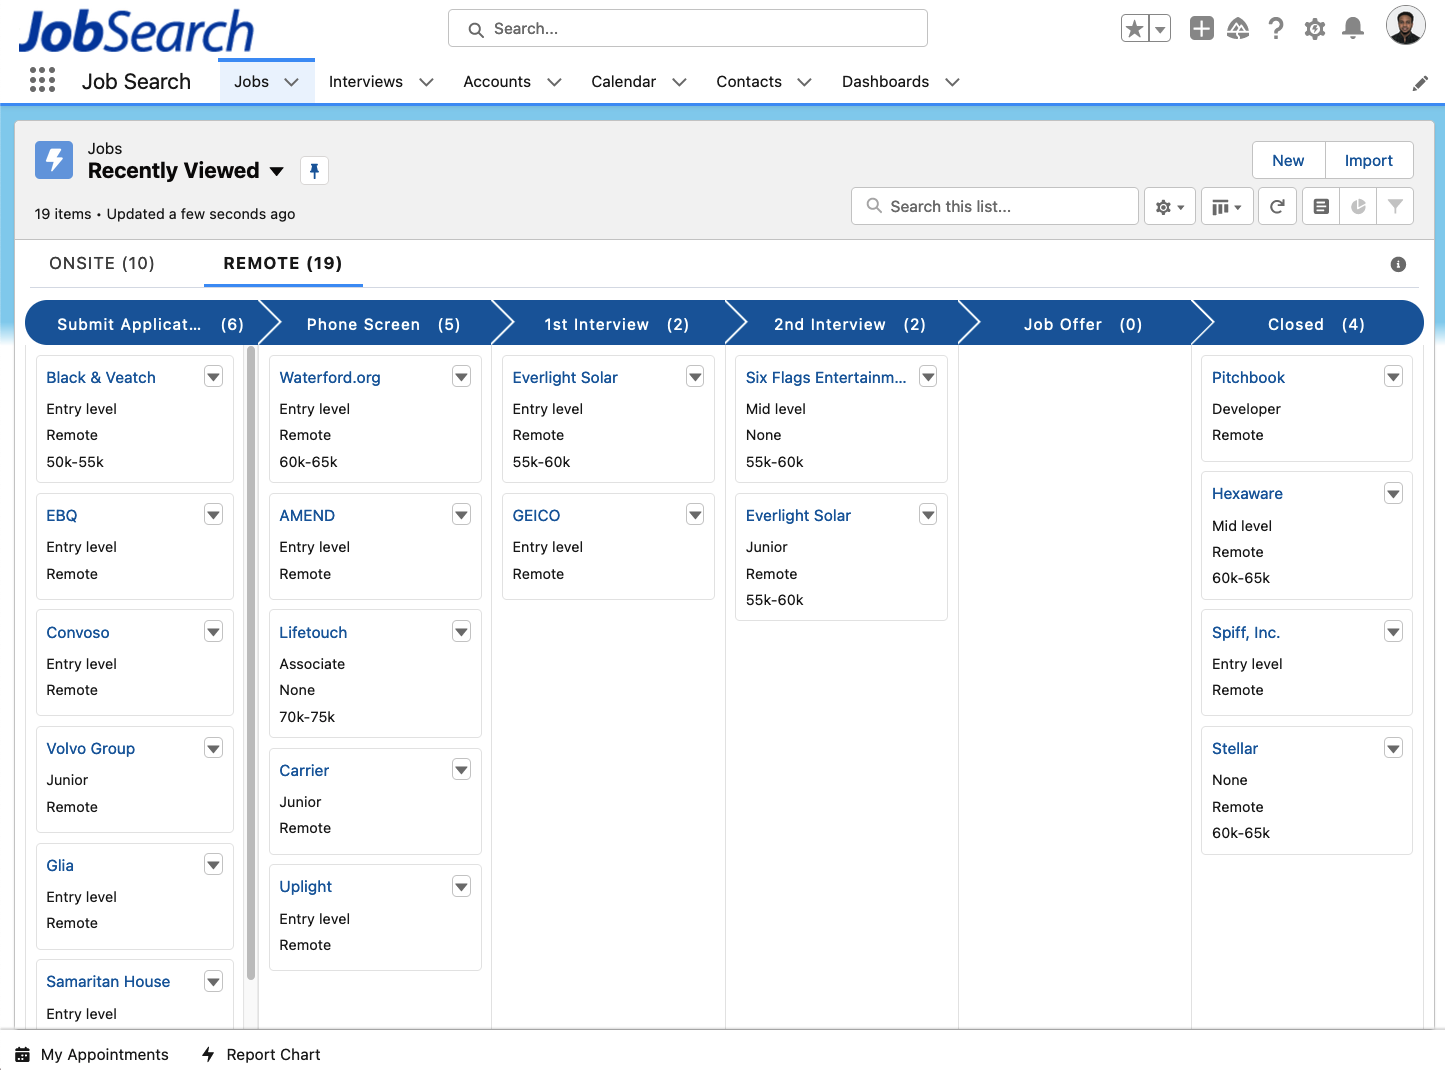 JobSearch
Search...
Job Search
Jobs
Interviews
Accounts
Calendar
Contacts
Dashboards
Jobs
Recently Viewed
New
Import
19 items • Updated a few seconds ago
Search this list...
ONSITE (10)
REMOTE (19)
Submit Applicat... (6)
Phone Screen (5)
1st Interview (2)
2nd Interview (2)
Job Offer (0)
Closed (4)
Black & Veatch
Entry level
Remote
50k-55k
EBQ
Entry level
Remote
Convoso
Entry level
Remote
Volvo Group
Junior
Remote
Glia
Entry level
Remote
Samaritan House
Entry level
Waterford.org
Entry level
Remote
60k-65k
AMEND
Entry level
Remote
Lifetouch
Associate
None
70k-75k
Carrier
Junior
Remote
Uplight
Entry level
Remote
Everlight Solar
Entry level
Remote
55k-60k
GEICO
Entry level
Remote
Six Flags Entertainm...
Mid level
None
55k-60k
Everlight Solar
Junior
Remote
55k-60k
Pitchbook
Developer
Remote
Hexaware
Mid level
Remote
60k-65k
Spiff, Inc.
Entry level
Remote
Stellar
None
Remote
60k-65k
My Appointments
Report Chart